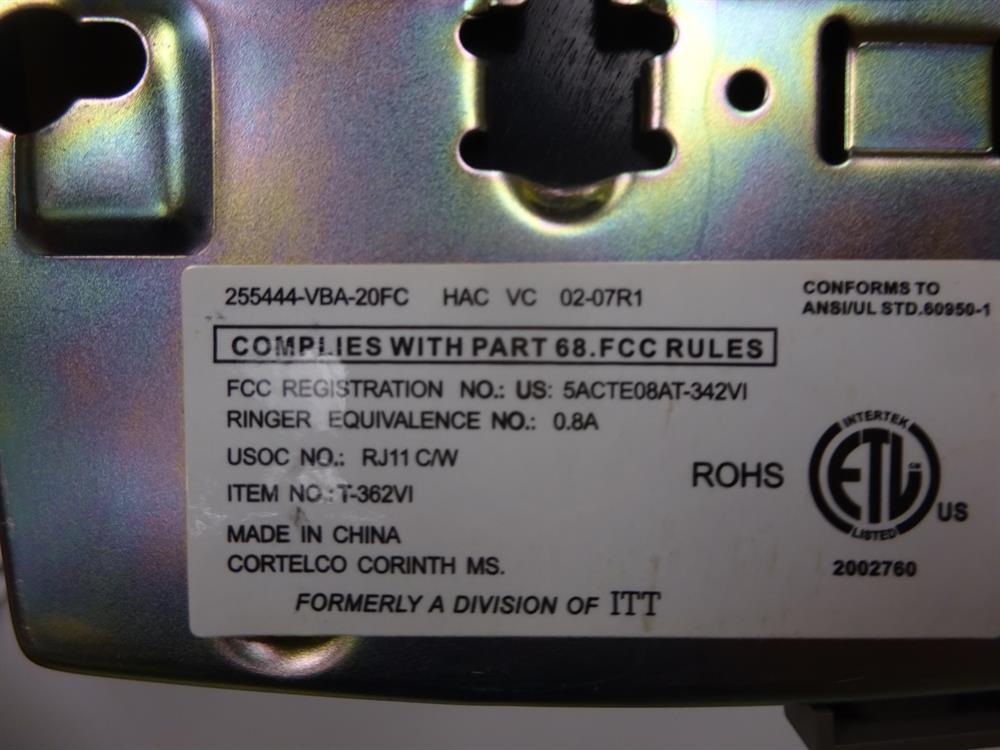 255444-VBA-20FC HAC VC 02-07R1
CONFORMS TO
ANSI/UL STD.60950-1
COMPLIES WITH PART 68.FCC RULES
FCC REGISTRATION NO.: US: 5ACTE08AT-342VI
RINGER EQUIVALENCE NO.: 0.8A
USOC NO.: RJ11 C/W
ITEM NO.: T-362VI
MADE IN CHINA
CORTELCO CORINTH MS.
FORMERLY A DIVISION OF ITT
ROHS
INTERTEK
ETL
LISTED
US
2002760